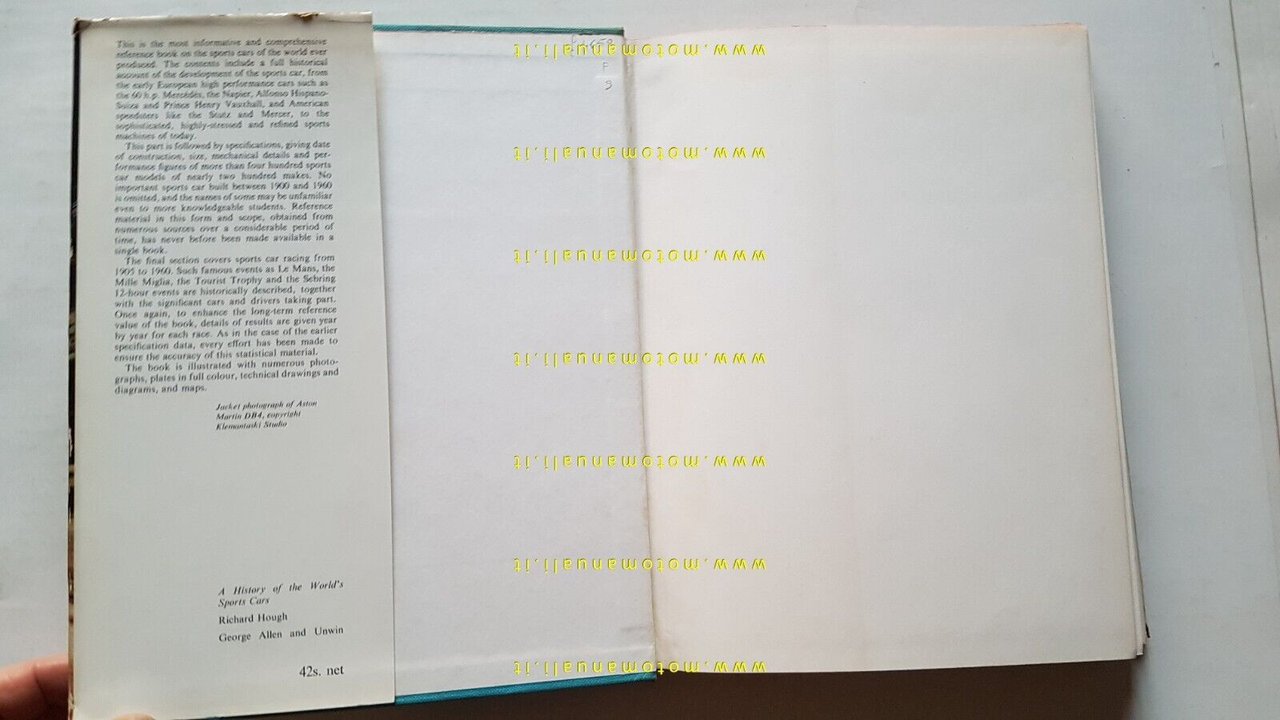 This is the most informative and comprehensive
reference book on the sports cars of the world ever
produced. The contents include a full historical
account of the development of the sports car, from
the early European high performance cars such as
the 60 h.p. Mercédès, the Napier, Alfonso Hispano-
Suiza and Prince Henry Vauxhall, and American
speedsters like the Stutz and Mercer, to the
sophisticated, highly-stressed and refined sports
machines of today.
This part is followed by specifications, giving date
of construction, size, mechanical details and per-
formance figures of more than four hundred sports
car models of nearly two hundred makes. No
important sports car built between 1900 and 1960
is omitted, and the names of some may be unfamiliar
even to more knowledgeable students. Reference
material in this form and scope, obtained from
numerous sources over a considerable period of
time, has never before been made available in a
single book.
The final section covers sports car racing from
1905 to 1960. Such famous events as Le Mans, the
Mille Miglia, the Tourist Trophy and the Sebring
12-hour events are historically described, together
with the significant cars and drivers taking part.
Once again, to enhance the long-term reference
value of the book, details of results are given year
by year for each race. As in the case of the earlier
specification data, every effort has been made to
ensure the accuracy of this statistical material.
The book is illustrated with numerous photo-
graphs, plates in full colour, technical drawings and
diagrams, and maps.
Jacket photograph of Aston
Martin DB4, copyright
Klemantaski Studio
A History of the World's
Sports Cars
Richard Hough
George Allen and Unwin
42s. net
www.motomanuali.it
www.motomanuali.it
www.motomanuali.it
www.motomanuali.it
www.motomanuali.it
www.motomanuali.it
www.motomanuali.it